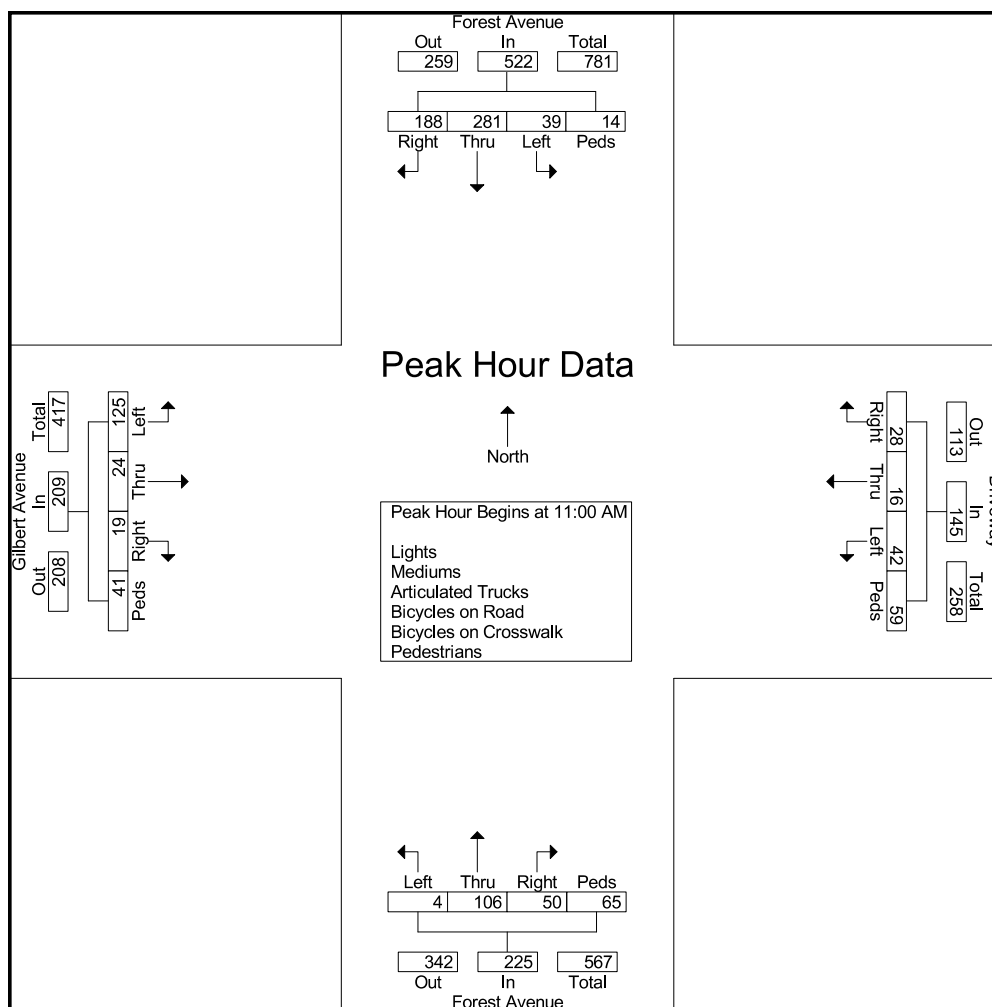 Forest Avenue
Out In Total
259 522 781
188 281 39 14
Right Thru Left Peds
Peak Hour Data
North
Peak Hour Begins at 11:00 AM
Lights
Mediums
Articulated Trucks
Bicycles on Road
Bicycles on Crosswalk
Pedestrians
Gilbert Avenue
Out In Total
208 209 417
41 19 24 125
Peds Right Thru Left
Out In Total
113 145 258
28 16 42 59
Right Thru Left Peds
Left Thru Right Peds
4 106 50 65
342 225 567
Out In Total
Forest Avenue